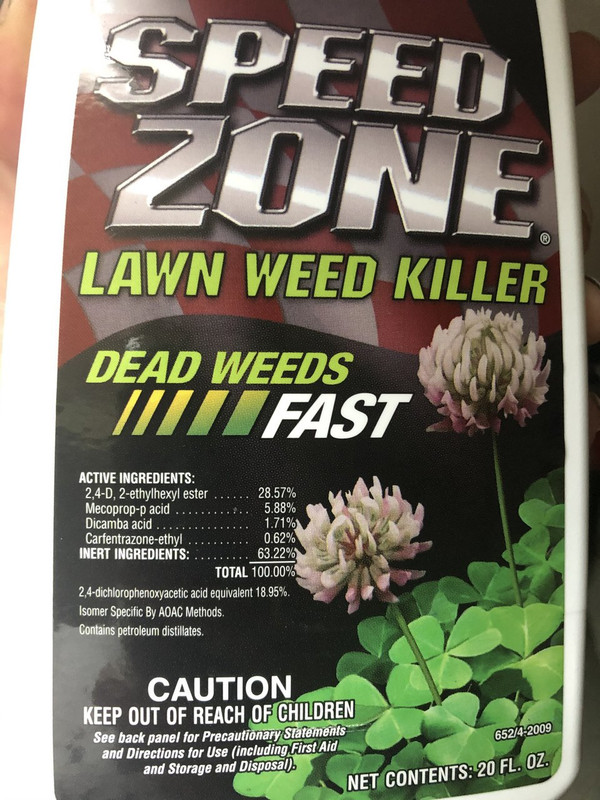 SPEED
ZONE®
LAWN WEED KILLER
DEAD WEEDS
FAST
ACTIVE INGREDIENTS:
2,4-D, 2-ethylhexyl ester ...... 28.57%
Mecoprop-p acid .......... 5.88%
Dicamba acid ............. 1.71%
Carfentrazone-ethyl ......... 0.62%
INERT INGREDIENTS: ......... 63.22%
TOTAL 100.00%
2,4-dichlorophenoxyacetic acid equivalent 18.95%.
Isomer Specific By AOAC Methods.
Contains petroleum distillates.
CAUTION
KEEP OUT OF REACH OF CHILDREN
See back panel for Precautionary Statements
and Directions for Use (including First Aid
and Storage and Disposal).
652/4-2009
NET CONTENTS: 20 FL. OZ.